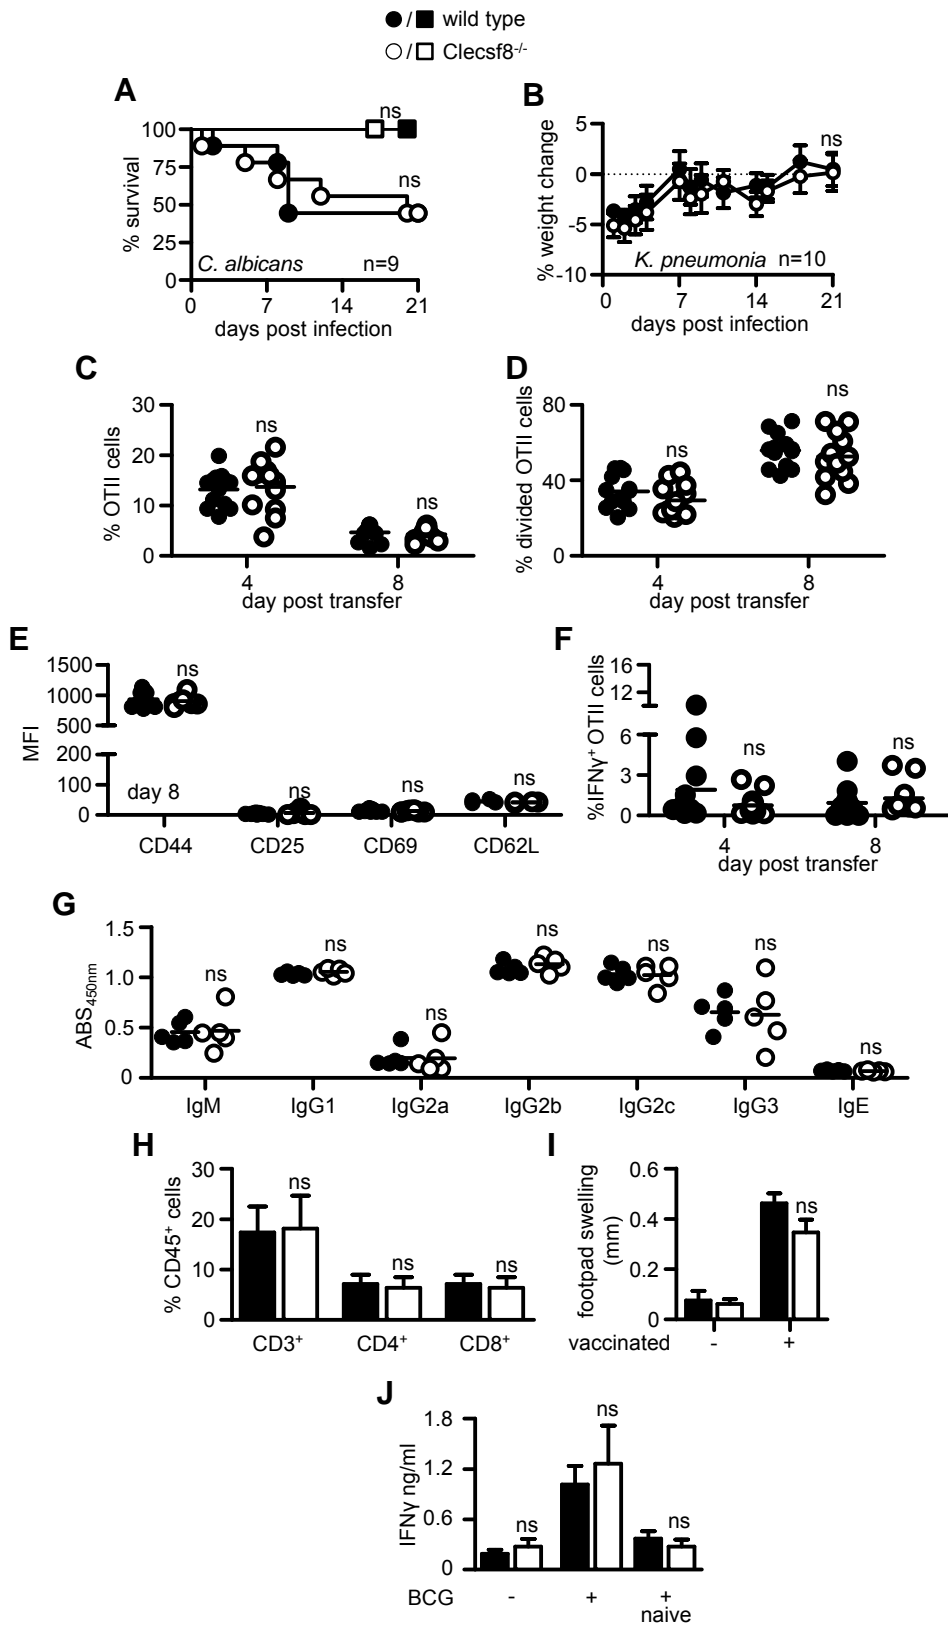 ● / ■ wild type
○ / □ Clecsf8-/-
A
% survival
100
75
50
25
0
ns
ns
C. albicans n=9
0 7 14 21
days post infection
B
% weight change
5
0
-5
-10
ns
K. pneumonia n=10
0 7 14 21
days post infection
C
% OTII cells
30
20
10
0
ns
ns
4 8
day post transfer
D
% divided OTII cells
80
40
0
ns
ns
4 8
day post transfer
E
MFI
1500
1000
500
200
100
0
ns
ns
ns
ns
day 8
CD44 CD25 CD69 CD62L
F
%IFNγ+ OTII cells
16
12
6
3
0
ns
ns
4 8
day post transfer
G
ABS450nm
1.5
1.0
0.5
0
ns
ns
ns
ns
ns
ns
ns
IgM IgG1 IgG2a IgG2b IgG2c IgG3 IgE
H
% CD45+ cells
30
20
10
0
ns
ns
ns
CD3+ CD4+ CD8+
I
footpad swelling
(mm)
0.6
0.4
0.2
0
ns
vaccinated - +
J
IFNγ ng/ml
1.8
1.2
0.6
0
ns
ns
ns
BCG - + +
naive